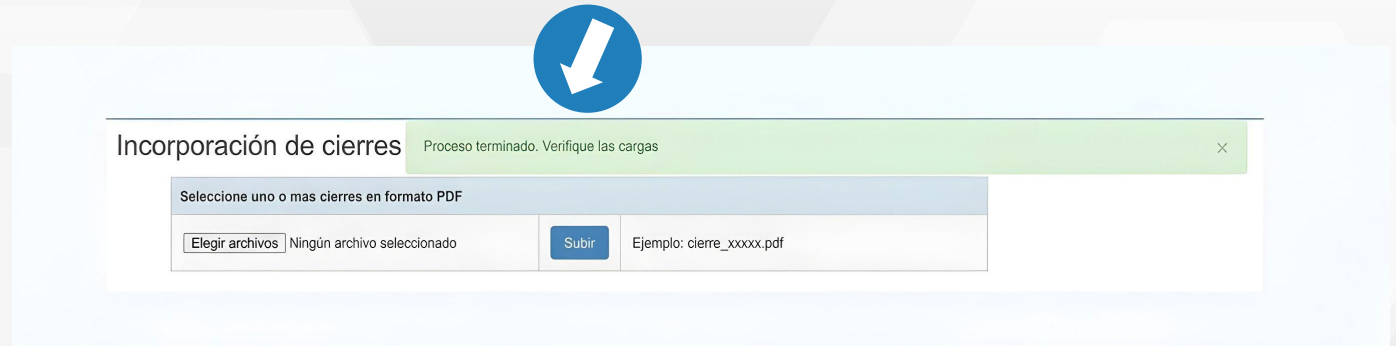 Incorporación de cierres
Proceso terminado. Verifique las cargas ×
Seleccione uno o mas cierres en formato PDF
Elegir archivos Ningún archivo seleccionado Subir Ejemplo: cierre_xxxxx.pdf